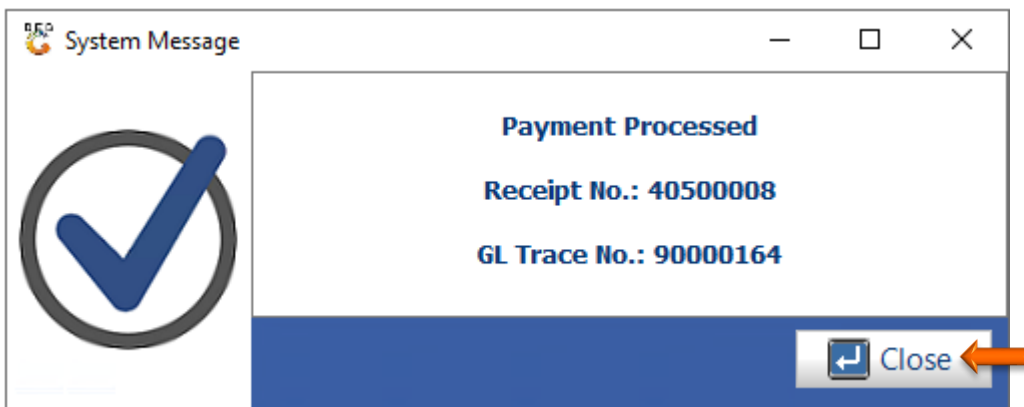 System Message
Payment Processed
Receipt No.: 40500008
GL Trace No.: 90000164
Close